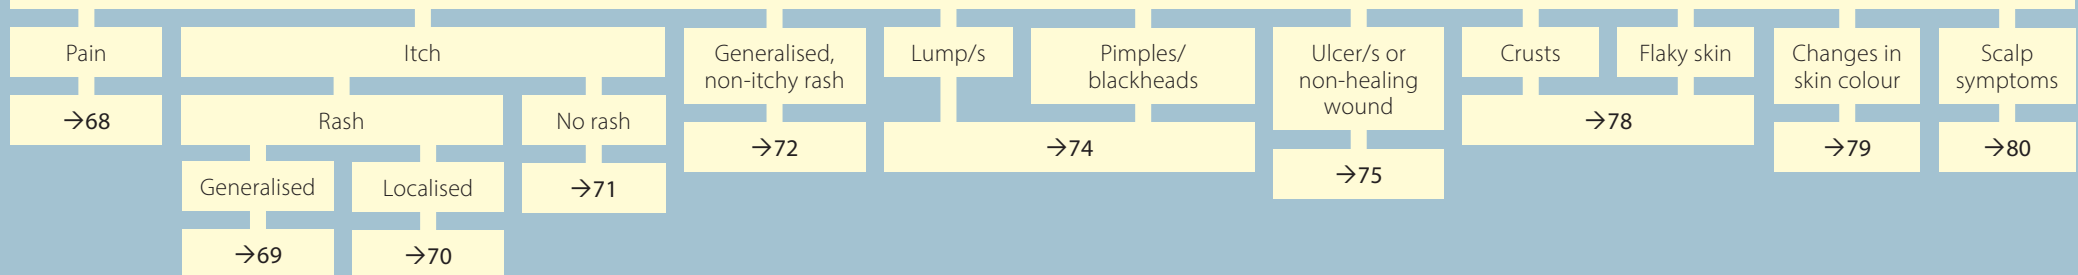 Pain
→68
Itch
Rash
Generalised
→69
Localised
→70
No rash
→71
Generalised,
non-itchy rash
→72
Lump/s
Pimples/
blackheads
→74
Ulcer/s or
non-healing
wound
→75
Crusts
Flaky skin
→78
Changes in
skin colour
→79
Scalp
symptoms
→80